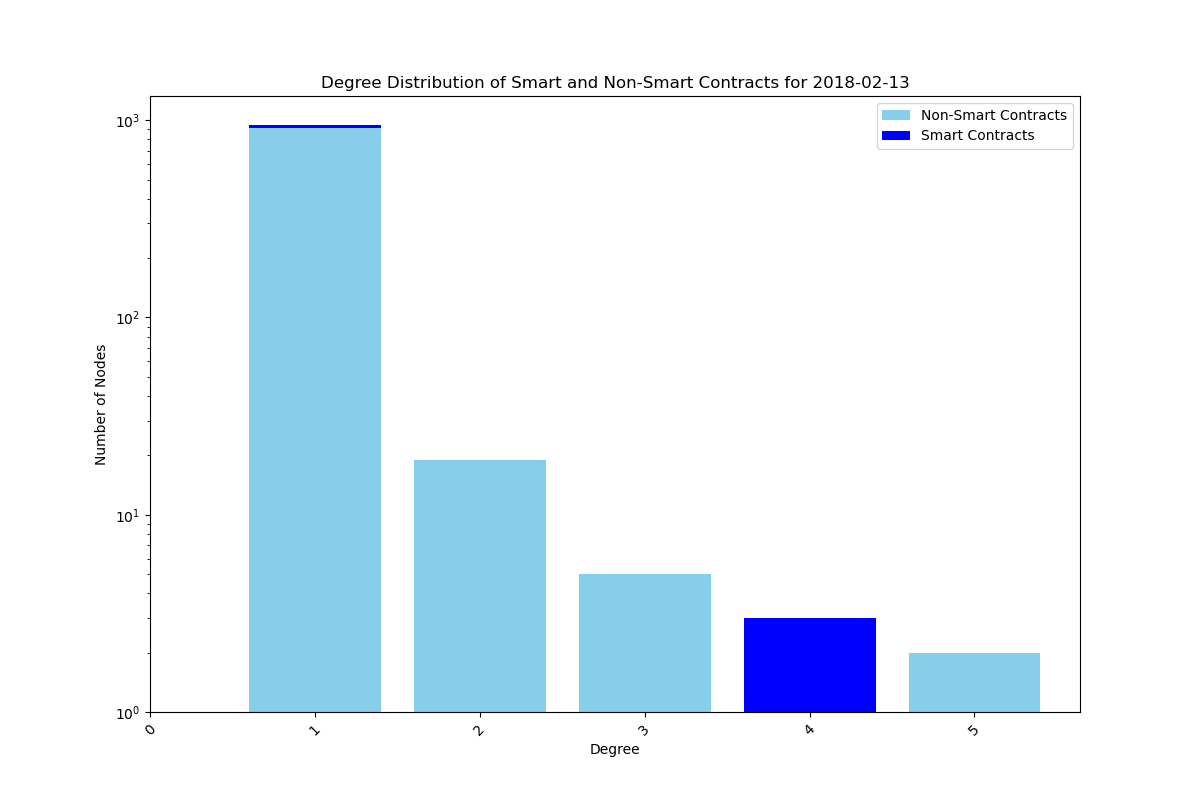 Degree Distribution of Smart and Non-Smart Contracts for 2018-02-13
Non-Smart Contracts
Smart Contracts
Number of Nodes
10³
10²
10¹
10⁰
0 1 2 3 4 5
Degree